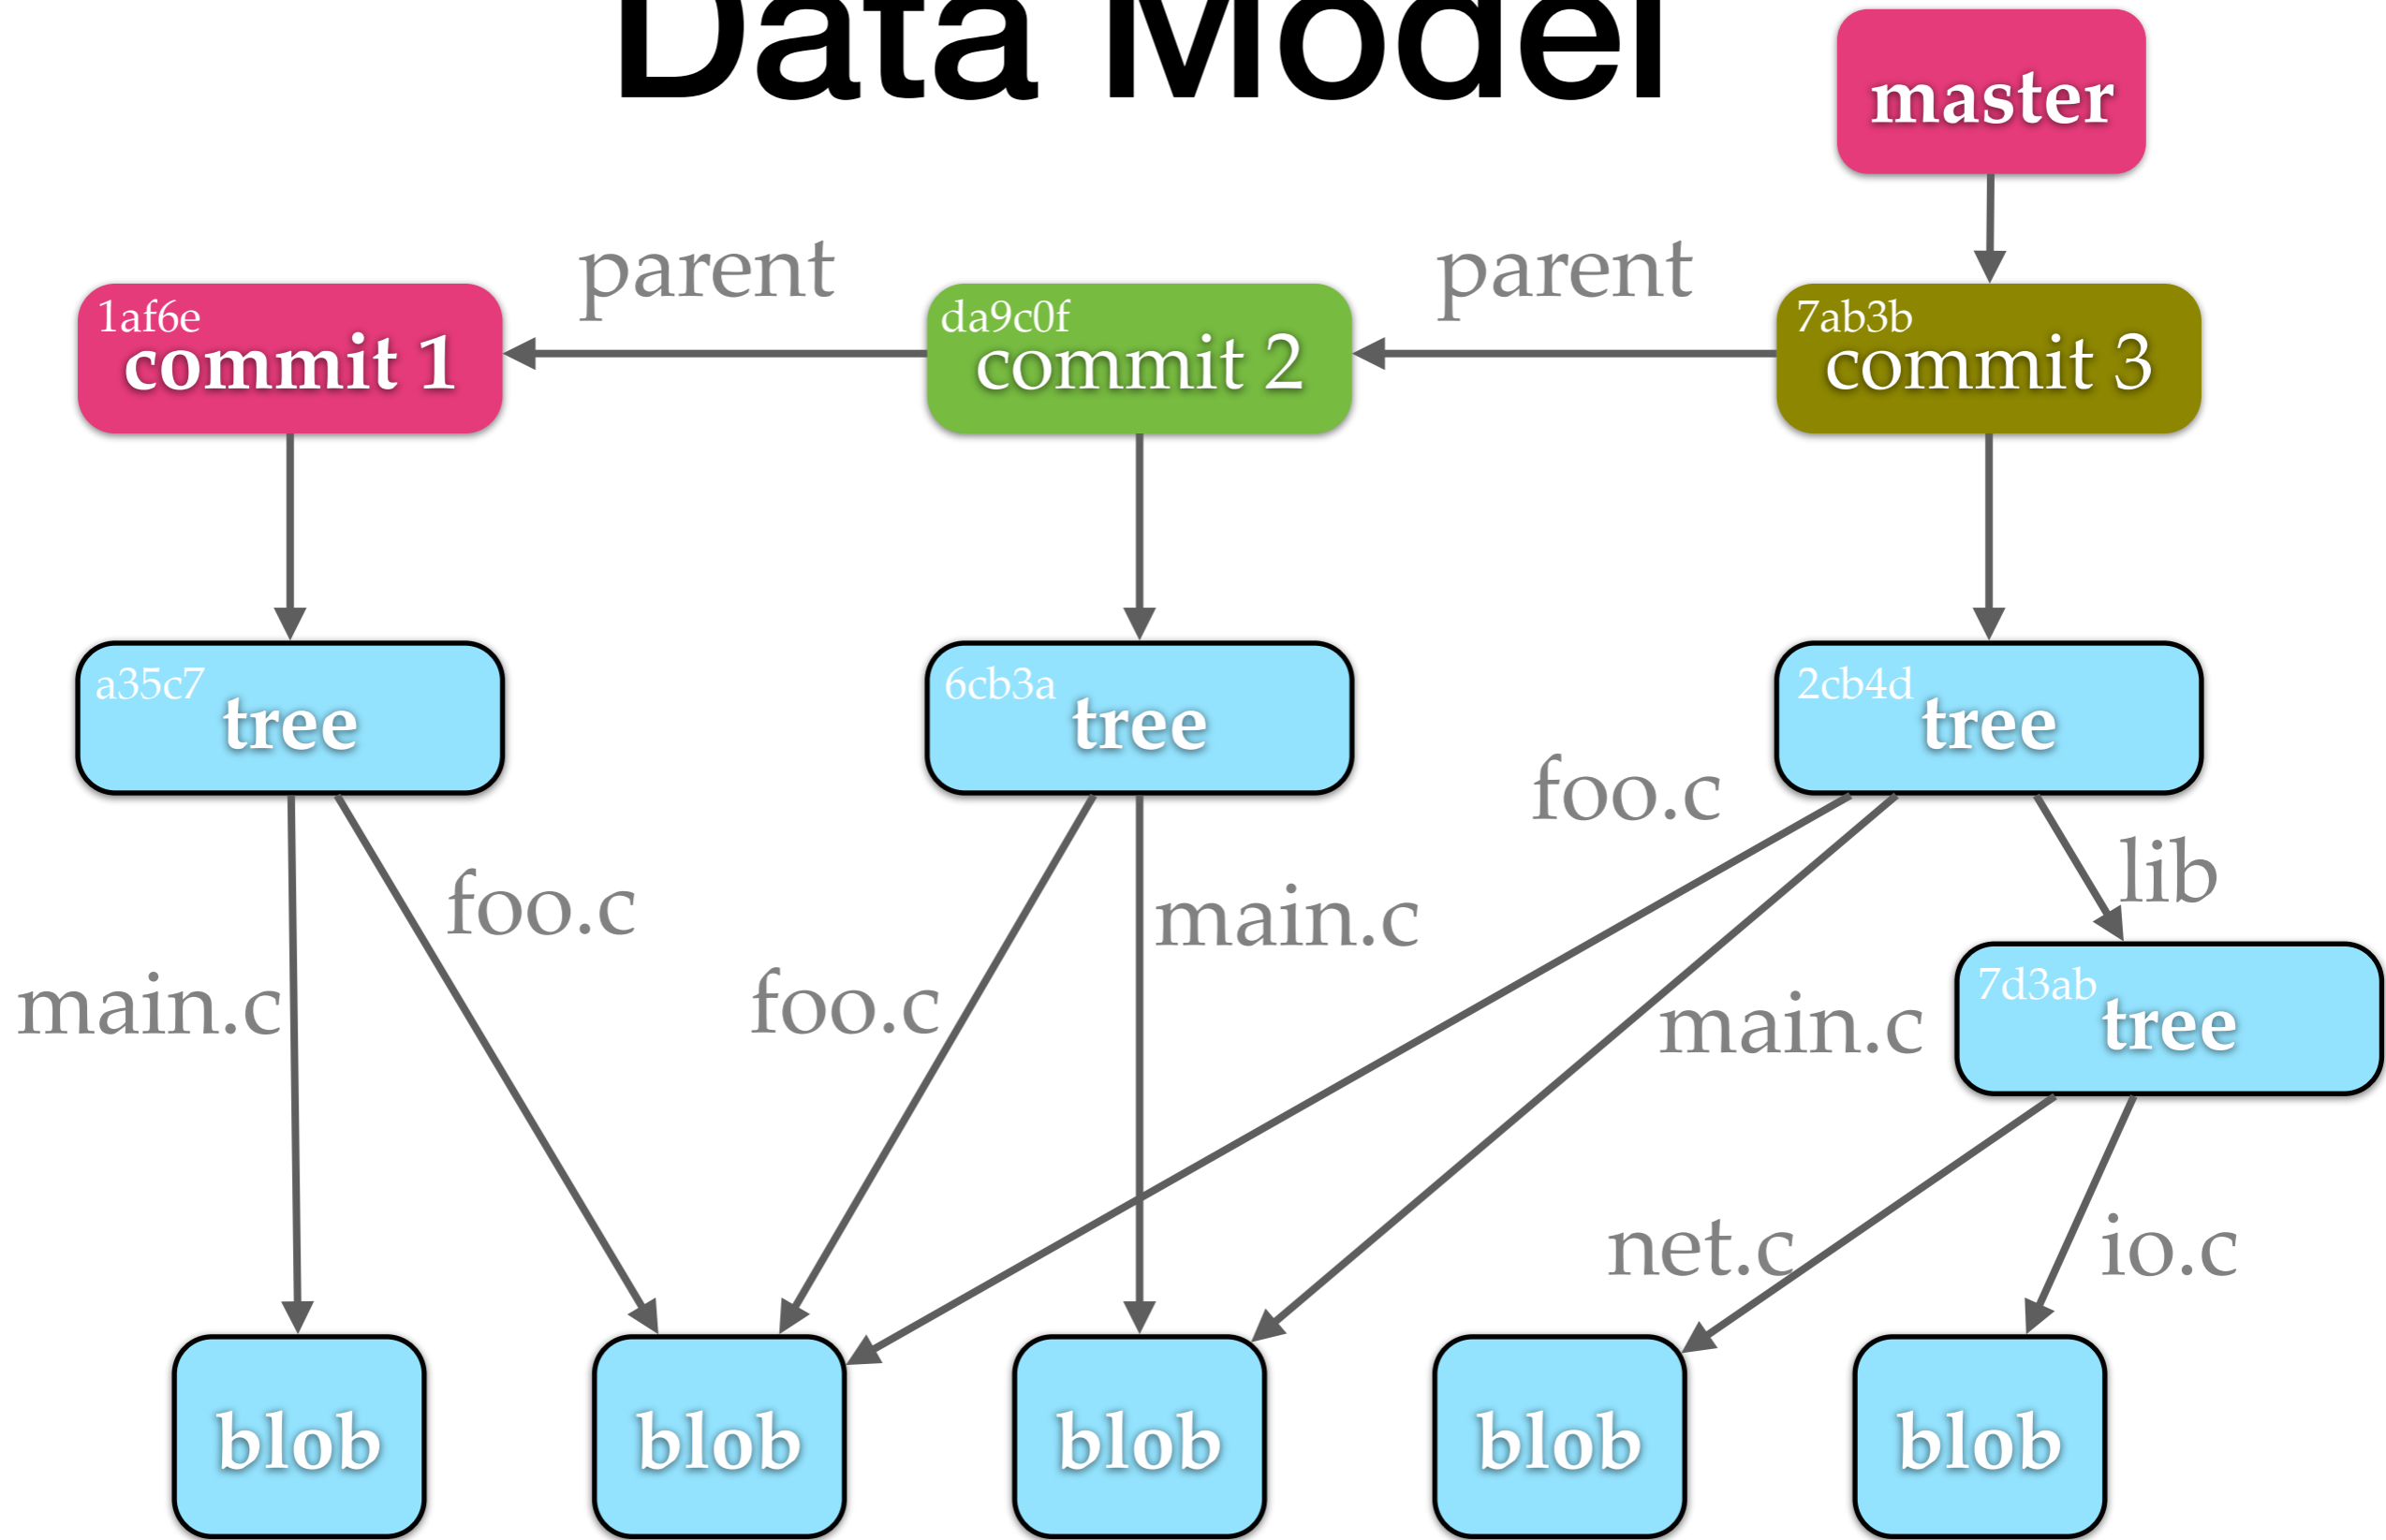 Data Model
master
parent
parent
1af6e
commit 1
da9c0f
commit 2
7ab3b
commit 3
a35c7
tree
6cb3a
tree
2cb4d
tree
foo.c
lib
foo.c
main.c
main.c
foo.c
main.c
7d3ab
tree
net.c
io.c
blob
blob
blob
blob
blob